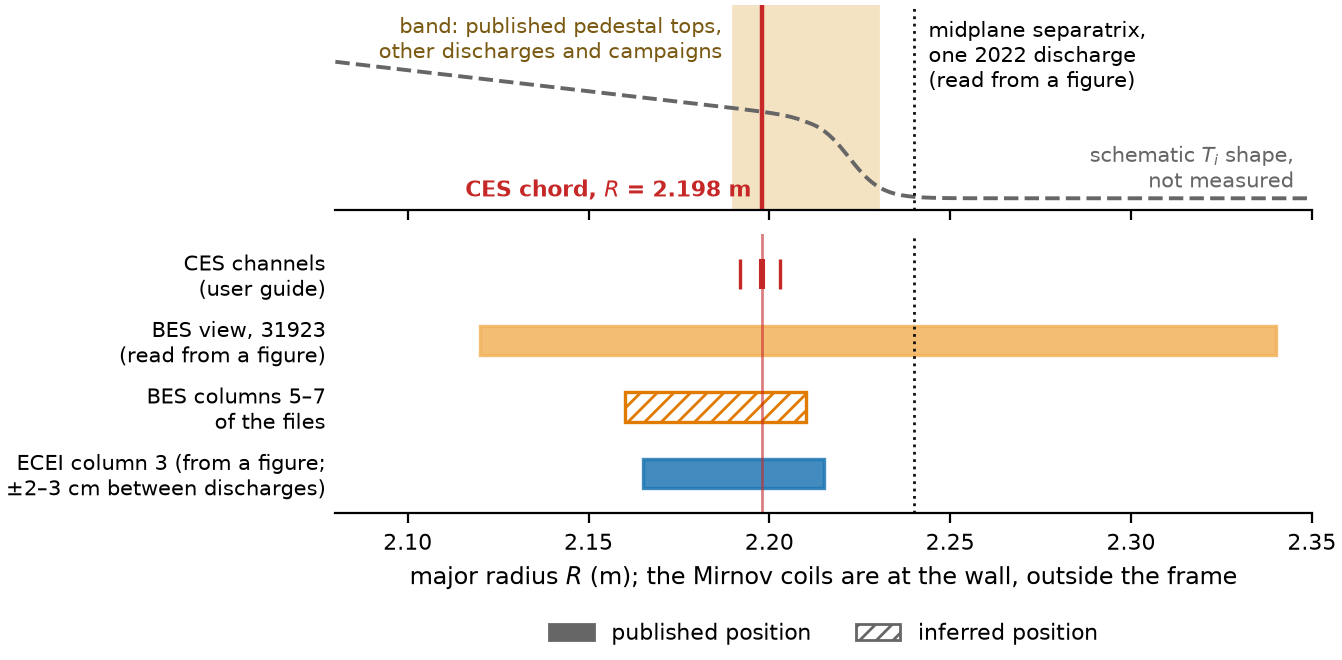 band: published pedestal tops,
other discharges and campaigns
midplane separatrix,
one 2022 discharge
(read from a figure)
schematic Ti shape,
not measured
CES chord, R = 2.198 m
CES channels
(user guide)
BES view, 31923
(read from a figure)
BES columns 5–7
of the files
ECEI column 3 (from a figure;
±2–3 cm between discharges)
2.10 2.15 2.20 2.25 2.30 2.35
major radius R (m); the Mirnov coils are at the wall, outside the frame
published position inferred position